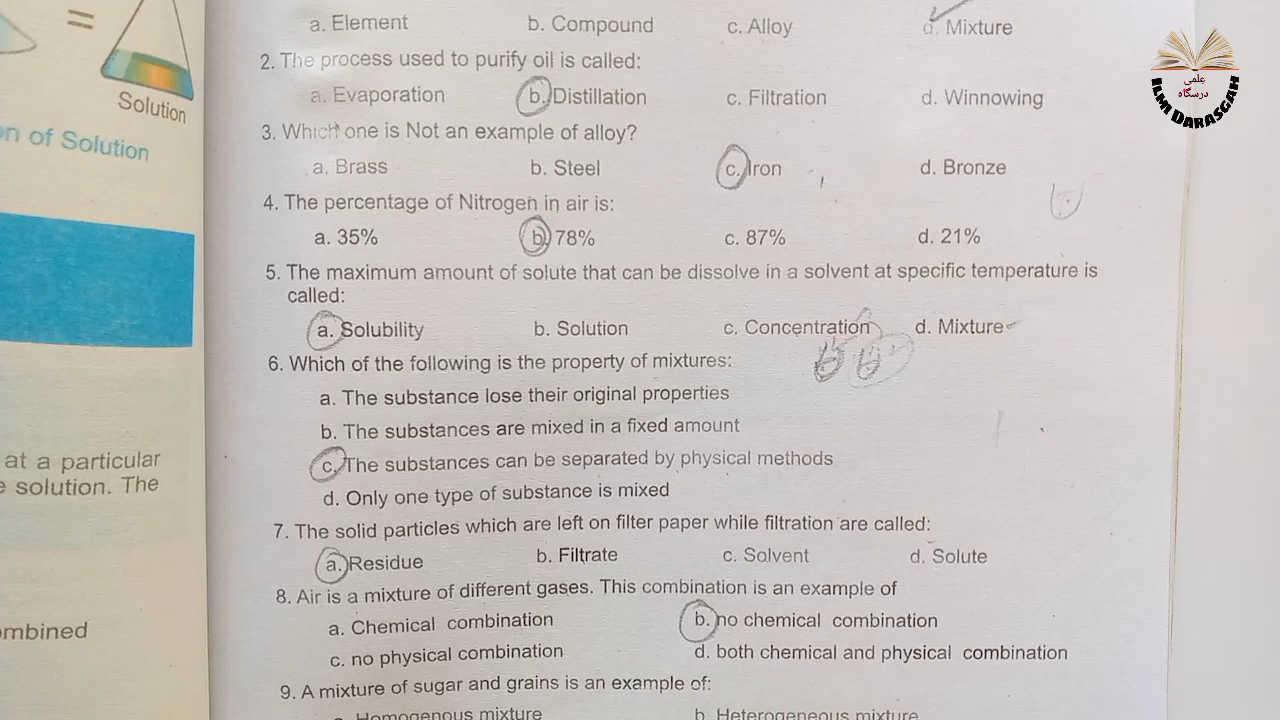 =
Solution
on of Solution
at a particular
solution. The
mbined
a. Element b. Compound c. Alloy d. Mixture
2. The process used to purify oil is called:
a. Evaporation b. Distillation c. Filtration d. Winnowing
3. Which one is Not an example of alloy?
a. Brass b. Steel c. Iron d. Bronze
4. The percentage of Nitrogen in air is:
a. 35% b. 78% c. 87% d. 21%
5. The maximum amount of solute that can be dissolve in a solvent at specific temperature is
called:
a. Solubility b. Solution c. Concentration d. Mixture
6. Which of the following is the property of mixtures:
a. The substance lose their original properties
b. The substances are mixed in a fixed amount
c. The substances can be separated by physical methods
d. Only one type of substance is mixed
7. The solid particles which are left on filter paper while filtration are called:
a. Residue b. Filtrate c. Solvent d. Solute
8. Air is a mixture of different gases. This combination is an example of
a. Chemical combination b. no chemical combination
c. no physical combination d. both chemical and physical combination
9. A mixture of sugar and grains is an example of:
a. Homogenous mixture b. Heterogeneous mixture
علمی
درسگاہ
ILMI DARASGAH